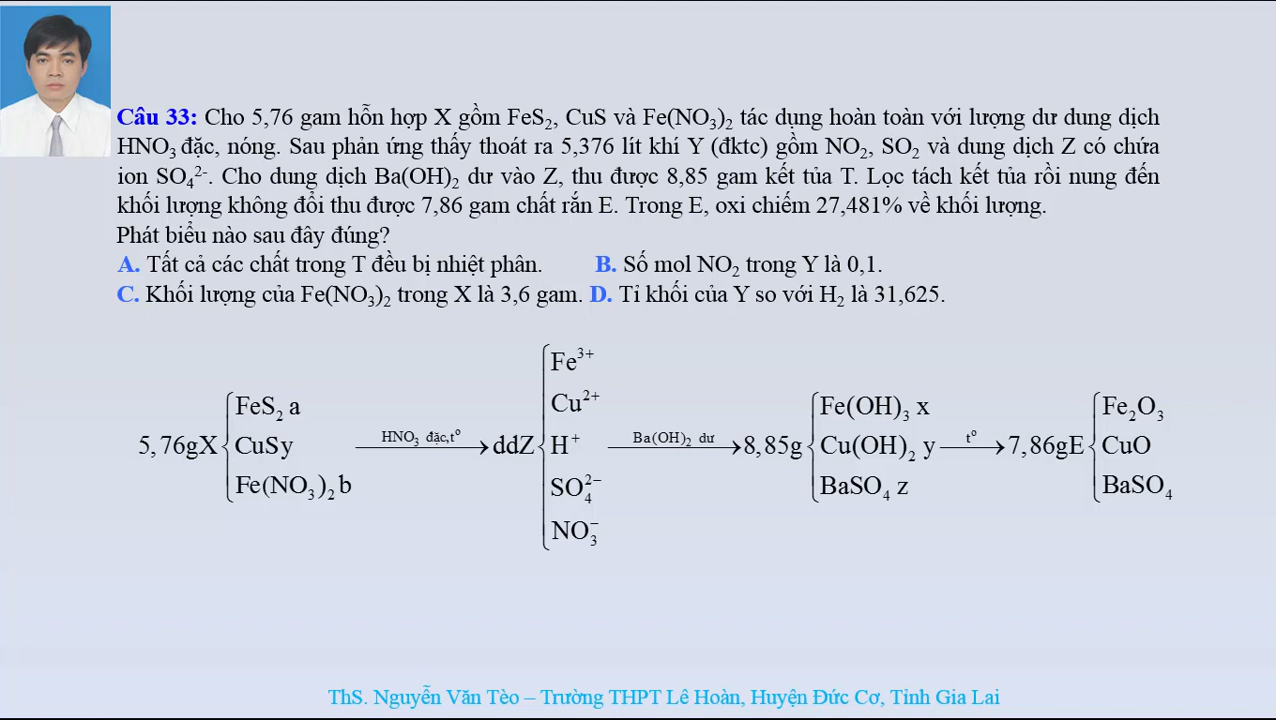 Câu 33: Cho 5,76 gam hỗn hợp X gồm FeS₂, CuS và Fe(NO₃)₂ tác dụng hoàn toàn với lượng dư dung dịch
HNO₃ đặc, nóng. Sau phản ứng thấy thoát ra 5,376 lít khí Y (đktc) gồm NO₂, SO₂ và dung dịch Z có chứa
ion SO₄²⁻. Cho dung dịch Ba(OH)₂ dư vào Z, thu được 8,85 gam kết tủa T. Lọc tách kết tủa rồi nung đến
khối lượng không đổi thu được 7,86 gam chất rắn E. Trong E, oxi chiếm 27,481% về khối lượng.
Phát biểu nào sau đây đúng?
A. Tất cả các chất trong T đều bị nhiệt phân. B. Số mol NO₂ trong Y là 0,1.
C. Khối lượng của Fe(NO₃)₂ trong X là 3,6 gam. D. Tỉ khối của Y so với H₂ là 31,625.
Fe³⁺
FeS₂ a Cu²⁺ Fe(OH)₃ x Fe₂O₃
5,76gX CuSy HNO₃ đặc,t° ddZ H⁺ Ba(OH)₂ dư 8,85g Cu(OH)₂ y t° 7,86gE CuO
Fe(NO₃)₂ b SO₄²⁻ BaSO₄ z BaSO₄
NO₃⁻
ThS. Nguyễn Văn Tèo – Trường THPT Lê Hoàn, Huyện Đức Cơ, Tỉnh Gia Lai